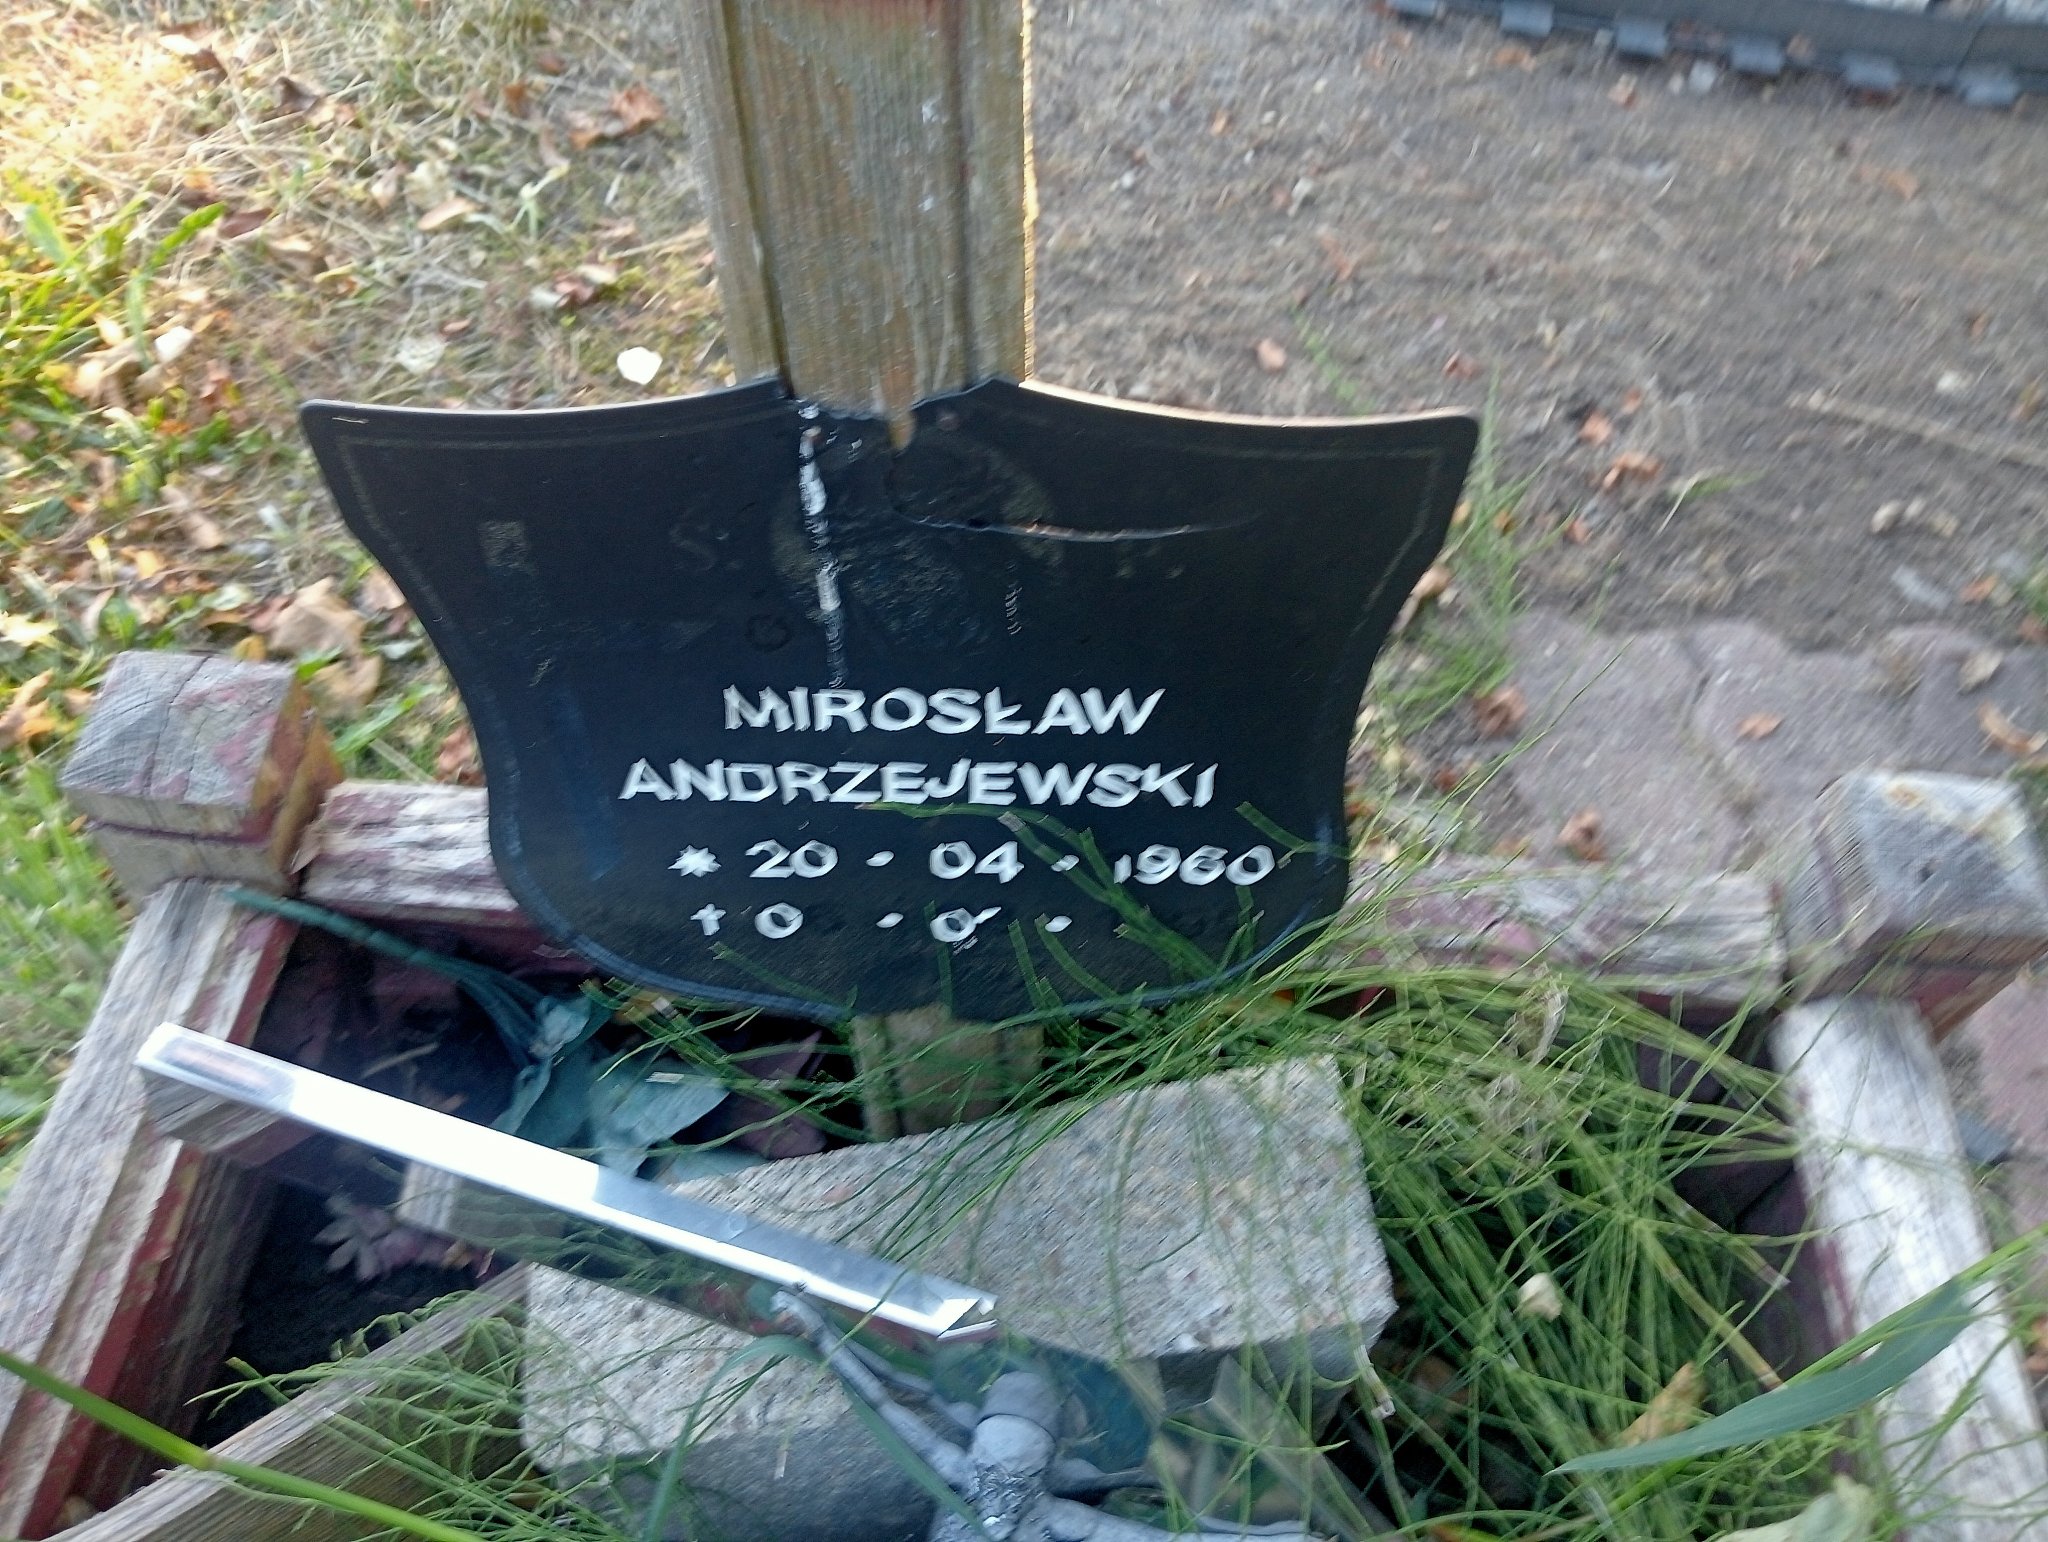 MIROSŁAW
ANDRZEJEWSKI
* 20 · 04 · 1960
† 0 · 0 ·